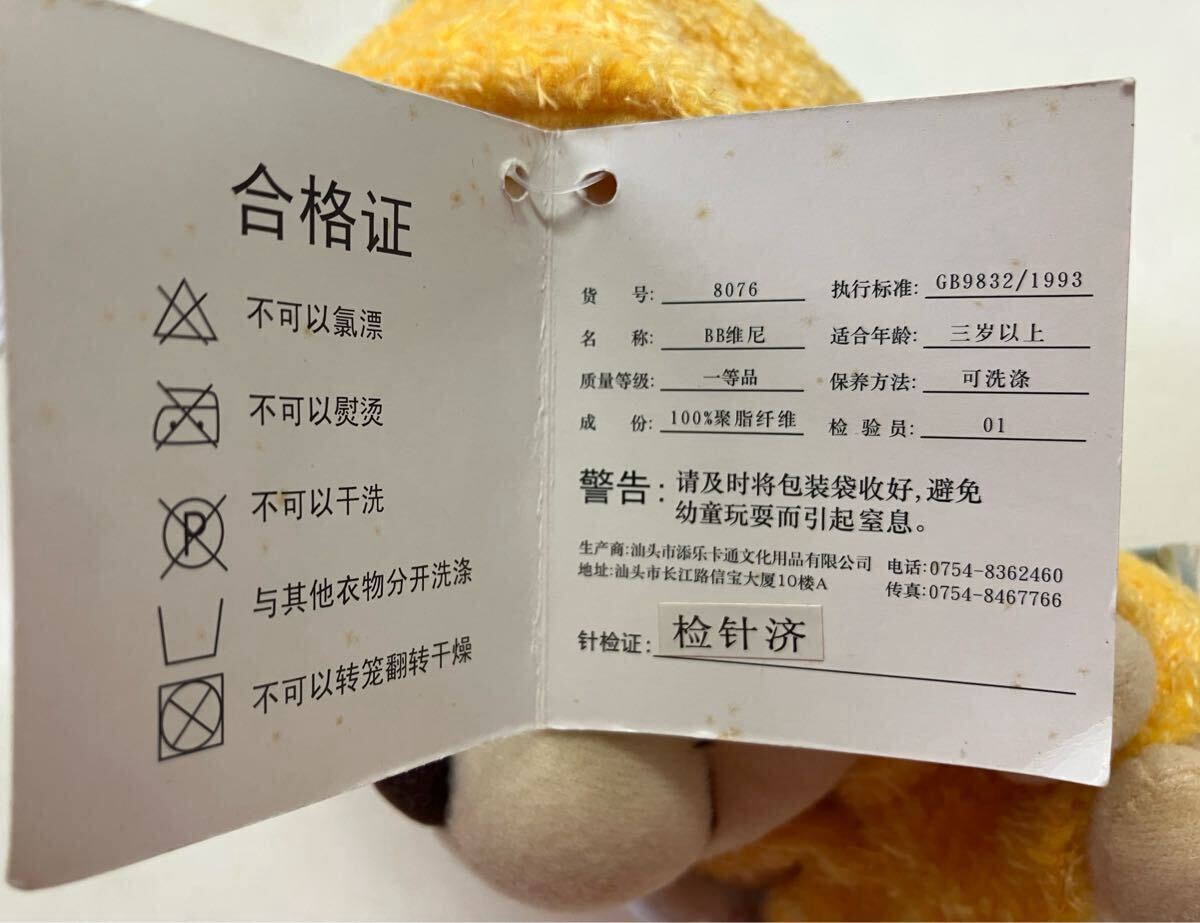 合格证
不可以氯漂
不可以熨烫
P 不可以干洗
与其他衣物分开洗涤
不可以转笼翻转干燥
货 号: 8076 执行标准: GB9832/1993
名 称: BB维尼 适合年龄: 三岁以上
质量等级: 一等品 保养方法: 可洗涤
成 份: 100%聚脂纤维 检 验 员: 01
警告: 请及时将包装袋收好,避免
幼童玩耍而引起窒息。
生产商:汕头市添乐卡通文化用品有限公司 电话:0754-8362460
地址:汕头市长江路信宝大厦10楼A 传真:0754-8467766
针检证: 检针济